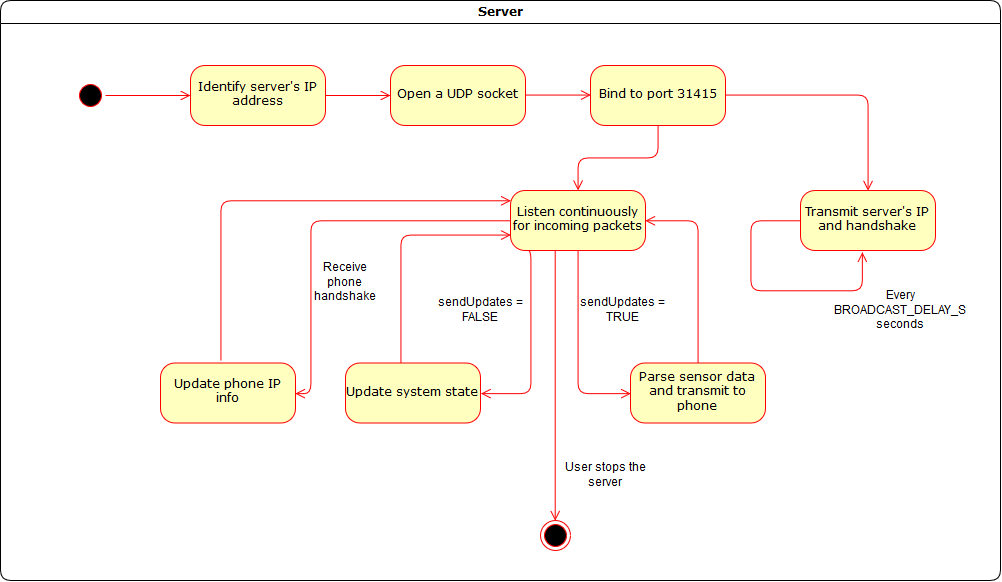 Server
Identify server's IP
address
Open a UDP socket
Bind to port 31415
Listen continuously
for incoming packets
Transmit server's IP
and handshake
Receive
phone
handshake
sendUpdates =
FALSE
sendUpdates =
TRUE
Every
BROADCAST_DELAY_S
seconds
Update phone IP
info
Update system state
Parse sensor data
and transmit to
phone
User stops the
server